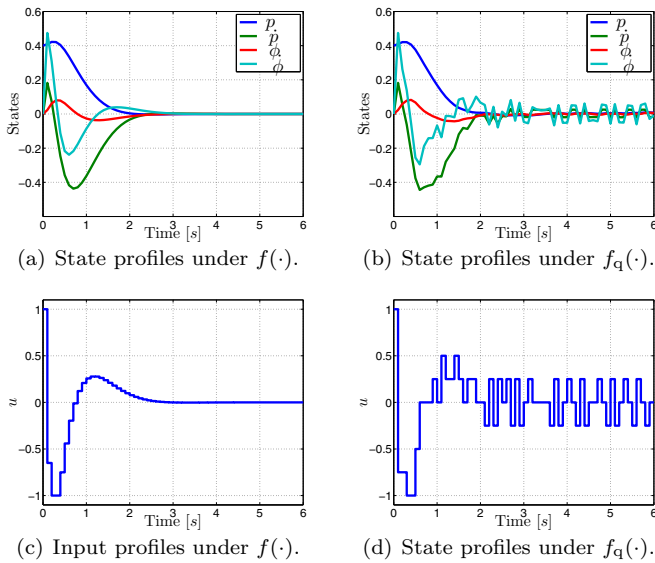 0.6
0.4
0.2
0
−0.2
−0.4
States
p
ṗ
ϕ
ϕ̇
0 1 2 3 4 5 6
Time [s]
(a) State profiles under f(·).
0.6
0.4
0.2
0
−0.2
−0.4
States
p
ṗ
ϕ
ϕ̇
0 1 2 3 4 5 6
Time [s]
(b) State profiles under f_q(·).
1
0.5
0
−0.5
−1
u
0 1 2 3 4 5 6
Time [s]
(c) Input profiles under f(·).
1
0.5
0
−0.5
−1
u
0 1 2 3 4 5 6
Time [s]
(d) State profiles under f_q(·).